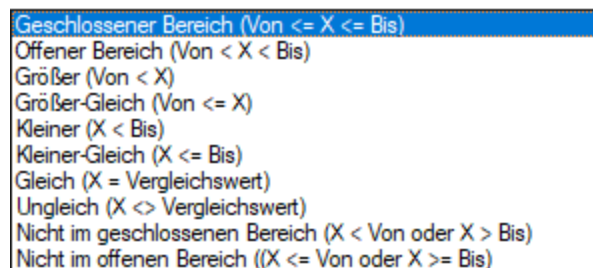 Geschlossener Bereich (Von <= X <= Bis)
Offener Bereich (Von < X < Bis)
Größer (Von < X)
Größer-Gleich (Von <= X)
Kleiner (X < Bis)
Kleiner-Gleich (X <= Bis)
Gleich (X = Vergleichswert)
Ungleich (X <> Vergleichswert)
Nicht im geschlossenen Bereich (X < Von oder X > Bis)
Nicht im offenen Bereich ((X <= Von oder X >= Bis)